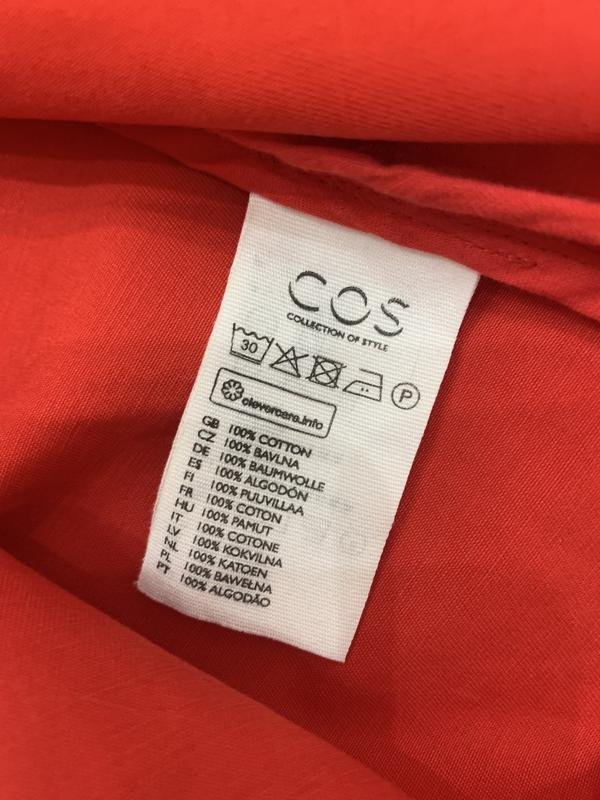 COS
COLLECTION OF STYLE
30 P
clevercare.info
GB 100% COTTON
CZ 100% BAVLNA
DE 100% BAUMWOLLE
ES 100% ALGODÓN
FI 100% PUUVILLAA
FR 100% COTON
HU 100% PAMUT
IT 100% COTONE
LV 100% KOKVILNA
NL 100% KATOEN
PL 100% BAWEŁNA
PT 100% ALGODÃO